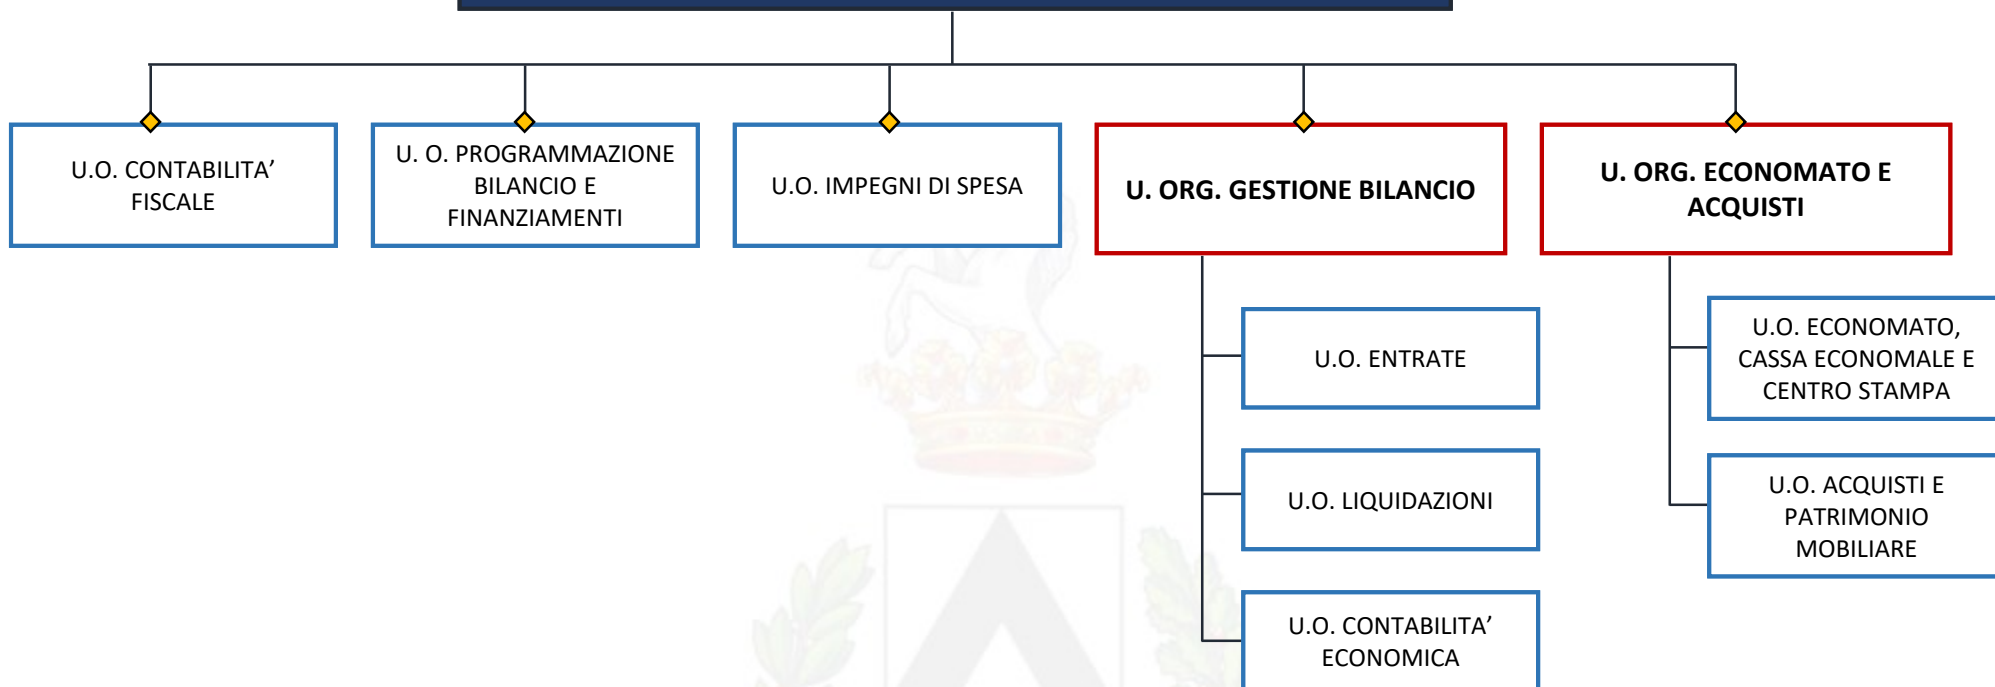 U.O. CONTABILITA’
FISCALE
U. O. PROGRAMMAZIONE
BILANCIO E
FINANZIAMENTI
U.O. IMPEGNI DI SPESA
U. ORG. GESTIONE BILANCIO
U. ORG. ECONOMATO E
ACQUISTI
U.O. ENTRATE
U.O. LIQUIDAZIONI
U.O. CONTABILITA’
ECONOMICA
U.O. ECONOMATO,
CASSA ECONOMALE E
CENTRO STAMPA
U.O. ACQUISTI E
PATRIMONIO
MOBILIARE